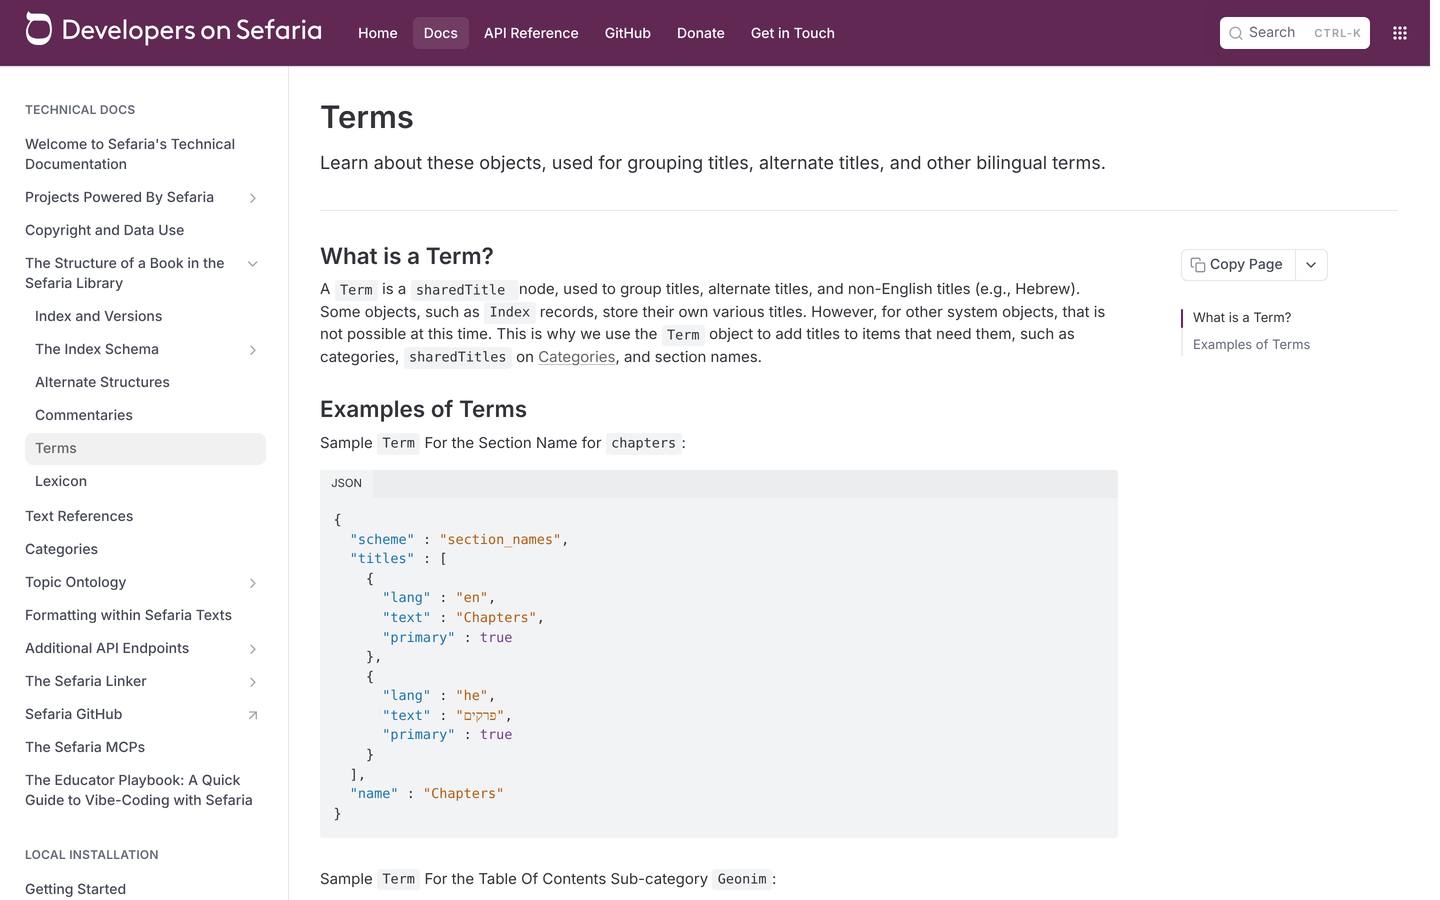 Developers on Sefaria
Home
Docs
API Reference
GitHub
Donate
Get in Touch
Search
CTRL-K
TECHNICAL DOCS
Welcome to Sefaria's Technical
Documentation
Projects Powered By Sefaria
Copyright and Data Use
The Structure of a Book in the
Sefaria Library
Index and Versions
The Index Schema
Alternate Structures
Commentaries
Terms
Lexicon
Text References
Categories
Topic Ontology
Formatting within Sefaria Texts
Additional API Endpoints
The Sefaria Linker
Sefaria GitHub
The Sefaria MCPs
The Educator Playbook: A Quick
Guide to Vibe-Coding with Sefaria
LOCAL INSTALLATION
Getting Started
Terms
Learn about these objects, used for grouping titles, alternate titles, and other bilingual terms.
What is a Term?
A Term is a sharedTitle node, used to group titles, alternate titles, and non-English titles (e.g., Hebrew).
Some objects, such as Index records, store their own various titles. However, for other system objects, that is
not possible at this time. This is why we use the Term object to add titles to items that need them, such as
categories, sharedTitles on Categories, and section names.
Examples of Terms
Sample Term For the Section Name for chapters:
JSON
{
"scheme" : "section_names",
"titles" : [
{
"lang" : "en",
"text" : "Chapters",
"primary" : true
},
{
"lang" : "he",
"text" : "פרקים",
"primary" : true
}
],
"name" : "Chapters"
}
Sample Term For the Table Of Contents Sub-category Geonim:
Copy Page
What is a Term?
Examples of Terms